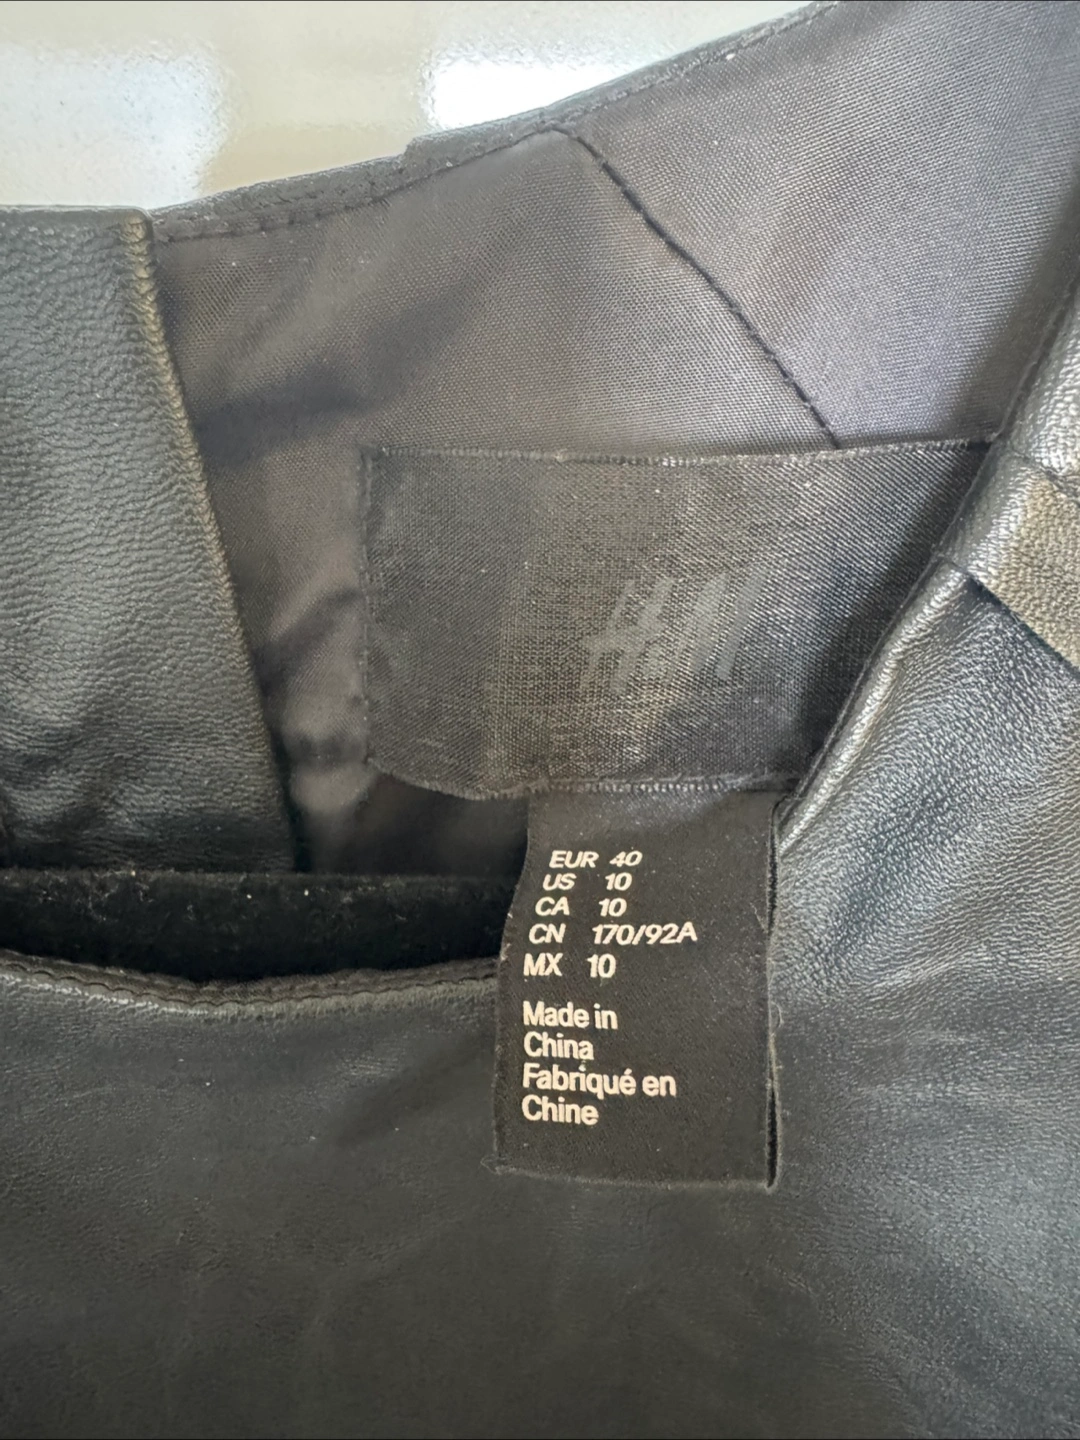 H&M
EUR 40
US 10
CA 10
CN 170/92A
MX 10
Made in
China
Fabriqué en
Chine